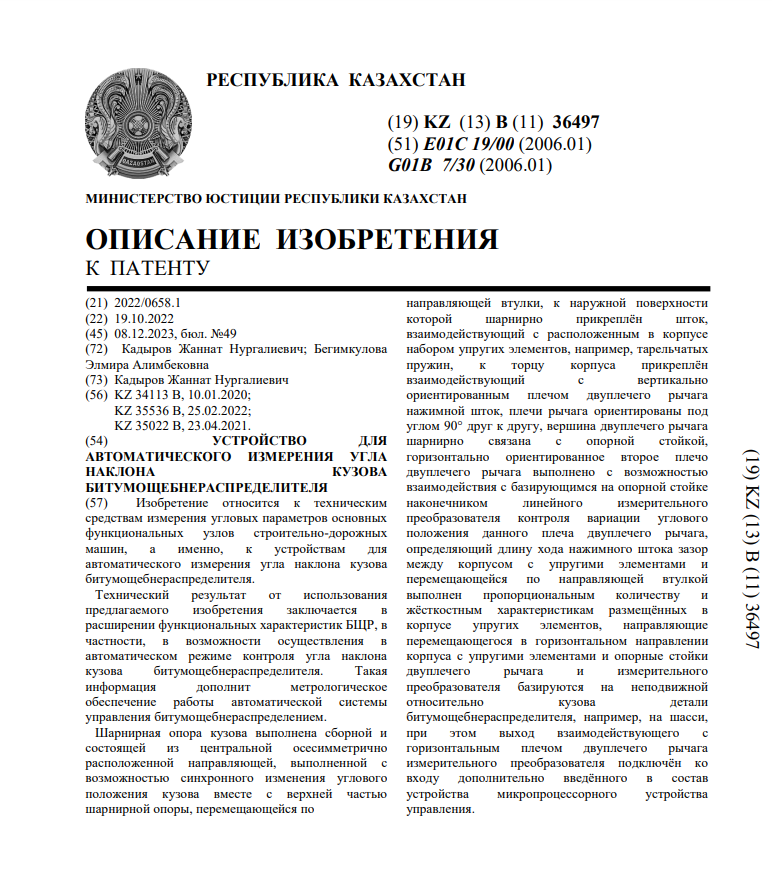 РЕСПУБЛИКА КАЗАХСТАН
QAZAQSTAN
(19) KZ (13) B (11) 36497
(51) E01C 19/00 (2006.01)
G01B 7/30 (2006.01)
МИНИСТЕРСТВО ЮСТИЦИИ РЕСПУБЛИКИ КАЗАХСТАН
ОПИСАНИЕ ИЗОБРЕТЕНИЯ
К ПАТЕНТУ
(21) 2022/0658.1
(22) 19.10.2022
(45) 08.12.2023, бюл. №49
(72) Кадыров Жаннат Нургалиевич; Бегимкулова
Элмира Алимбековна
(73) Кадыров Жаннат Нургалиевич
(56) KZ 34113 B, 10.01.2020;
KZ 35536 B, 25.02.2022;
KZ 35022 B, 23.04.2021.
(54) УСТРОЙСТВО ДЛЯ
АВТОМАТИЧЕСКОГО ИЗМЕРЕНИЯ УГЛА
НАКЛОНА КУЗОВА
БИТУМОЩЕБНЕРАСПРЕДЕЛИТЕЛЯ
(57) Изобретение относится к техническим
средствам измерения угловых параметров основных
функциональных узлов строительно-дорожных
машин, а именно, к устройствам для
автоматического измерения угла наклона кузова
битумощебнераспределителя.
Технический результат от использования
предлагаемого изобретения заключается в
расширении функциональных характеристик БЩР, в
частности, в возможности осуществления в
автоматическом режиме контроля угла наклона
кузова битумощебнераспределителя. Такая
информация дополнит метрологическое
обеспечение работы автоматической системы
управления битумощебнераспределением.
Шарнирная опора кузова выполнена сборной и
состоящей из центральной осесимметрично
расположенной направляющей, выполненной с
возможностью синхронного изменения углового
положения кузова вместе с верхней частью
шарнирной опоры, перемещающейся по
направляющей втулки, к наружной поверхности
которой шарнирно прикреплён шток,
взаимодействующий с расположенным в корпусе
набором упругих элементов, например, тарельчатых
пружин, к торцу корпуса прикреплён
взаимодействующий с вертикально
ориентированным плечом двуплечего рычага
нажимной шток, плечи рычага ориентированы под
углом 90° друг к другу, вершина двуплечего рычага
шарнирно связана с опорной стойкой,
горизонтально ориентированное второе плечо
двуплечего рычага выполнено с возможностью
взаимодействия с базирующимся на опорной стойке
наконечником линейного измерительного
преобразователя контроля вариации углового
положения данного плеча двуплечего рычага,
определяющий длину хода нажимного штока зазор
между корпусом с упругими элементами и
перемещающейся по направляющей втулкой
выполнен пропорциональным количеству и
жёсткостным характеристикам размещённых в
корпусе упругих элементов, направляющие
перемещающегося в горизонтальном направлении
корпуса с упругими элементами и опорные стойки
двуплечего рычага и измерительного
преобразователя базируются на неподвижной
относительно кузова детали
битумощебнераспределителя, например, на шасси,
при этом выход взаимодействующего с
горизонтальным плечом двуплечего рычага
измерительного преобразователя подключён ко
входу дополнительно введённого в состав
устройства микропроцессорного устройства
управления.
(19) KZ (13) B (11) 36497